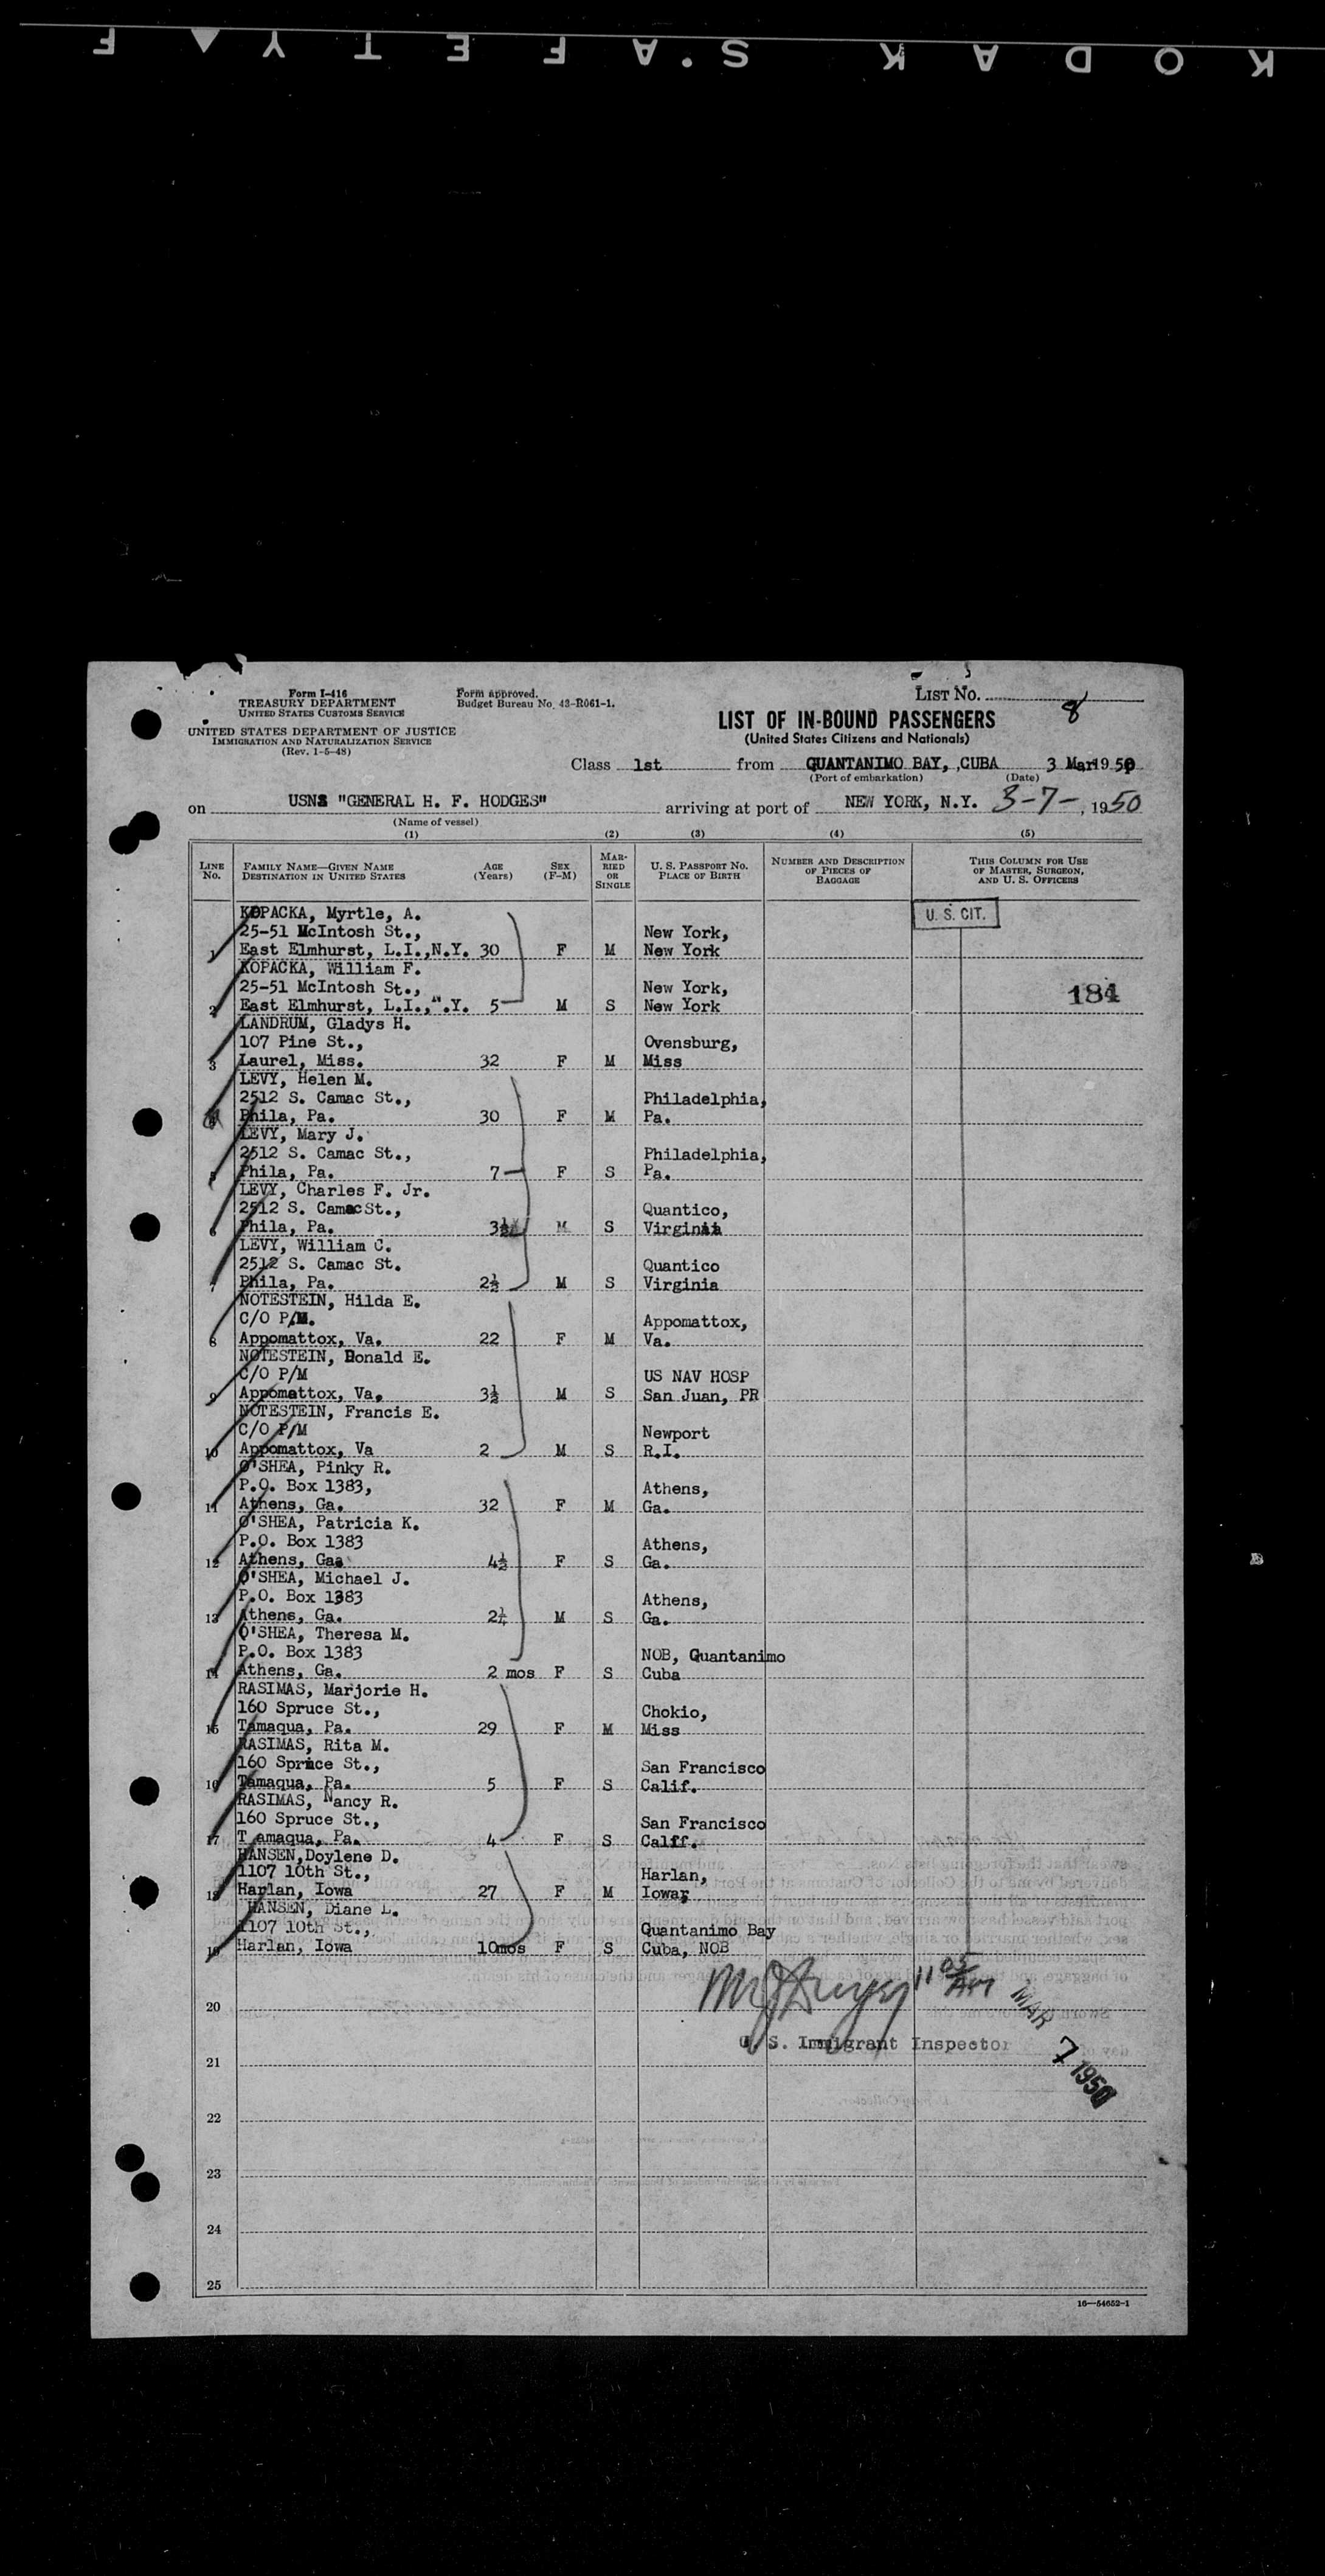 KODAK S.AFETY F
Form I-416
TREASURY DEPARTMENT
UNITED STATES CUSTOMS SERVICE
UNITED STATES DEPARTMENT OF JUSTICE
IMMIGRATION AND NATURALIZATION SERVICE
(Rev. 1-5-48)
Form approved.
Budget Bureau No. 43-R061-1.
LIST No. 8
LIST OF IN-BOUND PASSENGERS
(United States Citizens and Nationals)
Class 1st from QUANTANIMO BAY, ,CUBA 3 Mar 1950
(Port of embarkation) (Date)
on USNS "GENERAL H. F. HODGES" arriving at port of NEW YORK, N.Y. 3-7-, 1950
(Name of vessel)
(1) (2) (3) (4) (5)
LINE No.
FAMILY NAME—GIVEN NAME
DESTINATION IN UNITED STATES
AGE (Years)
SEX (F-M)
MARRIED OR SINGLE
U. S. PASSPORT NO.
PLACE OF BIRTH
NUMBER AND DESCRIPTION OF PIECES OF BAGGAGE
THIS COLUMN FOR USE OF MASTER, SURGEON, AND U. S. OFFICERS
KOPACKA, Myrtle, A. U. S. CIT.
25-51 McIntosh St., New York,
1 East Elmhurst, L.I.,N.Y. 30 F M New York
KOPACKA, William F.
25-51 McIntosh St., New York,
2 East Elmhurst, L.I.,N.Y. 5 M S New York 184
LANDRUM, Gladys H.
107 Pine St., Ovensburg,
3 Laurel, Miss. 32 F M Miss
LEVY, Helen M.
2512 S. Camac St., Philadelphia,
4 Phila, Pa. 30 F M Pa.
LEVY, Mary J.
2512 S. Camac St., Philadelphia,
5 Phila, Pa. 7 F S Pa.
LEVY, Charles F. Jr.
2512 S. CamacSt., Quantico,
6 Phila, Pa. 3½ M S Virginia
LEVY, William C.
2512 S. Camac St. Quantico
7 Phila, Pa. 2½ M S Virginia
NOTESTEIN, Hilda E.
C/O P/M. Appomattox,
8 Appomattox, Va. 22 F M Va.
NOTESTEIN, Donald E.
C/O P/M US NAV HOSP
9 Appomattox, Va. 3½ M S San Juan, PR
NOTESTEIN, Francis E.
C/O P/M Newport
10 Appomattox, Va 2 M S R.I.
O'SHEA, Pinky R.
P.O. Box 1383, Athens,
11 Athens, Ga. 32 F M Ga.
O'SHEA, Patricia K.
P.O. Box 1383 Athens,
12 Athens, Gaa 4½ F S Ga.
O'SHEA, Michael J.
P.O. Box 1383 Athens,
13 Athens, Ga. 2¼ M S Ga.
O'SHEA, Theresa M.
P.O. Box 1383 NOB, Quantanimo
14 Athens, Ga. 2 mos F S Cuba
RASIMAS, Marjorie H.
160 Spruce St., Chokio,
15 Tamaqua, Pa. 29 F M Miss
RASIMAS, Rita M.
160 Spruce St., San Francisco
16 Tamaqua, Pa. 5 F S Calif.
RASIMAS, Nancy R.
160 Spruce St., San Francisco
17 T amaqua, Pa. 4 F S Calff.
HANSEN,Doylene D.
1107 10th St., Harlan,
18 Harlan, Iowa 27 F M Iowa
HANSEN, Diane L.
1107 10th St., Quantanimo Bay
19 Harlan, Iowa 10mos F S Cuba, NOB
20
U. S. Immigrant Inspector
MAR 7 1950
21
22
23
24
25
16—54652-1